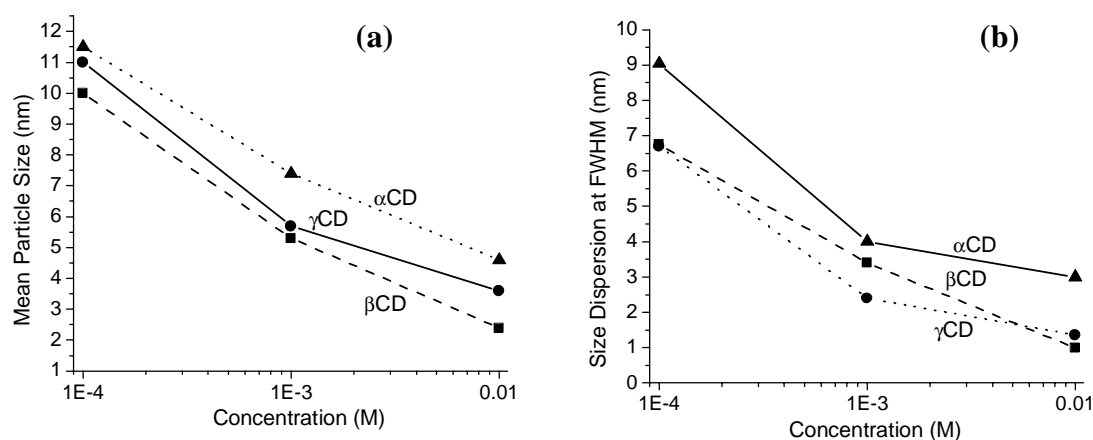 (a)
Mean Particle Size (nm)
11
10
9
8
7
6
5
4
3
2
1
αCD
γCD
βCD
1E-4
1E-3
0.01
Concentration (M)
(b)
Size Dispersion at FWHM (nm)
10
9
8
7
6
5
4
3
2
1
0
αCD
βCD
γCD
1E-4
1E-3
0.01
Concentration (M)